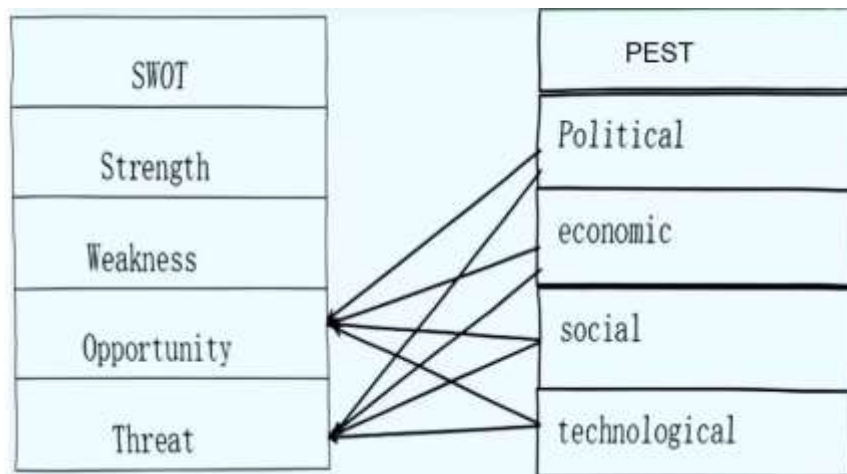 SWOT
Strength
Weakness
Opportunity
Threat
PEST
Political
economic
social
technological